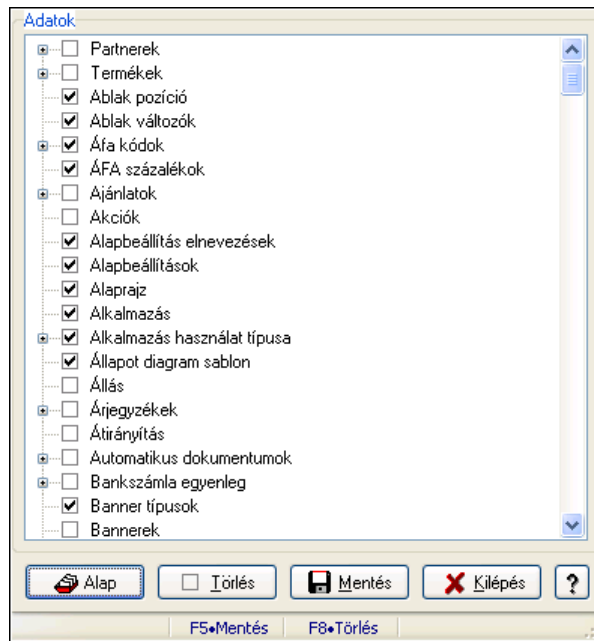 Adatok
Partnerek
Termékek
Ablak pozíció
Ablak változók
Áfa kódok
ÁFA százalékok
Ajánlatok
Akciók
Alapbeállítás elnevezések
Alapbeállítások
Alaprajz
Alkalmazás
Alkalmazás használat típusa
Állapot diagram sablon
Állás
Árjegyzékek
Átirányítás
Automatikus dokumentumok
Bankszámla egyenleg
Banner típusok
Bannerek
Alap Törlés Mentés Kilépés ?
F5•Mentés F8•Törlés